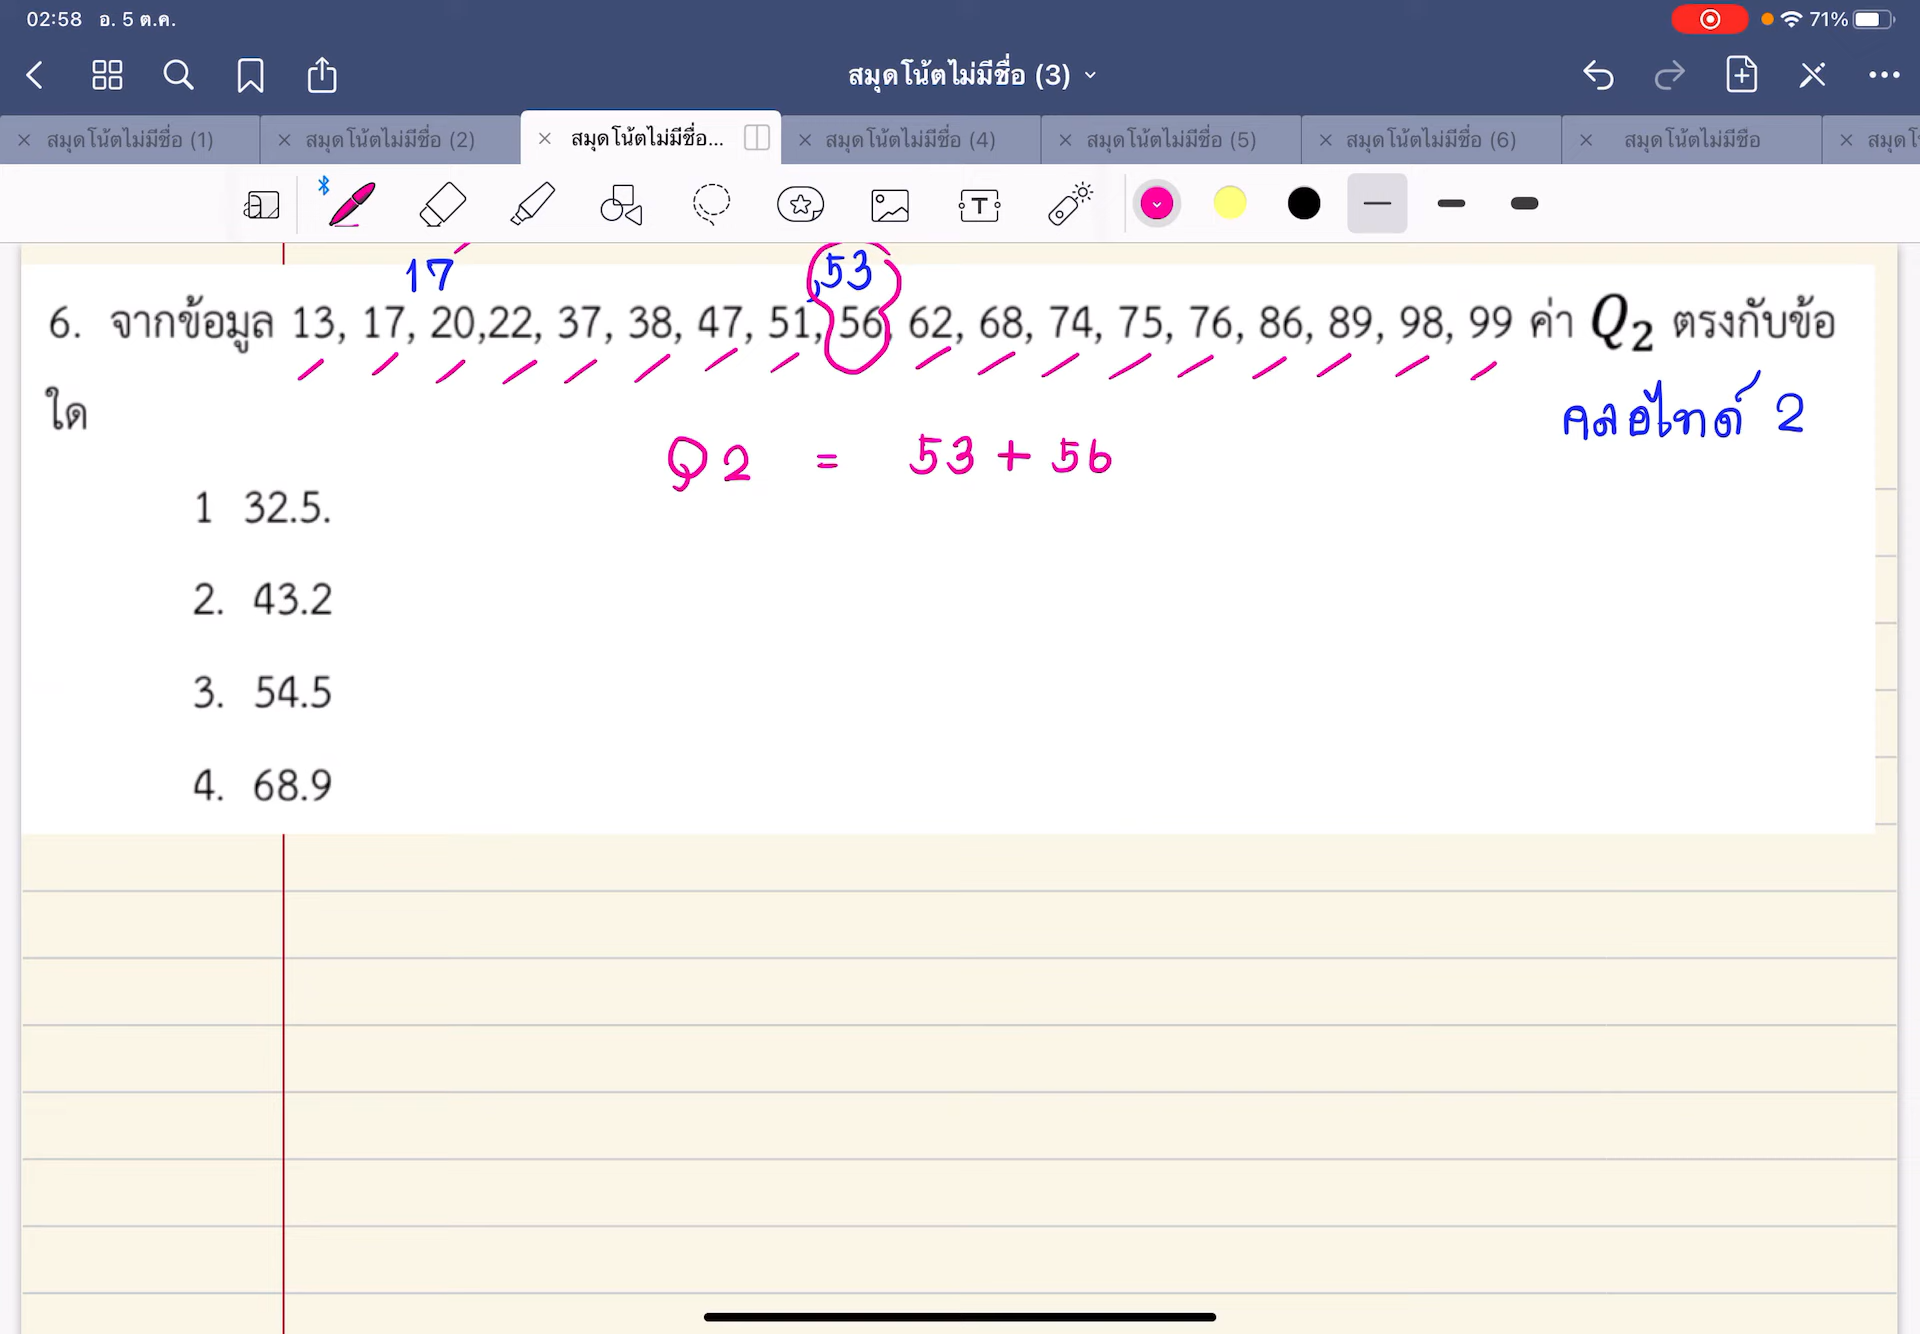 02:58 อ. 5 ต.ค.
71%
สมุดโน้ตไม่มีชื่อ (3)
สมุดโน้ตไม่มีชื่อ (1)
สมุดโน้ตไม่มีชื่อ (2)
สมุดโน้ตไม่มีชื่อ...
สมุดโน้ตไม่มีชื่อ (4)
สมุดโน้ตไม่มีชื่อ (5)
สมุดโน้ตไม่มีชื่อ (6)
สมุดโน้ตไม่มีชื่อ
17
,53
6. จากข้อมูล 13, 17, 20,22, 37, 38, 47, 51, 56, 62, 68, 74, 75, 76, 86, 89, 98, 99 ค่า Q₂ ตรงกับข้อ
ใด
คลอไทด์ 2
Q2 = 53 + 56
1 32.5.
2. 43.2
3. 54.5
4. 68.9